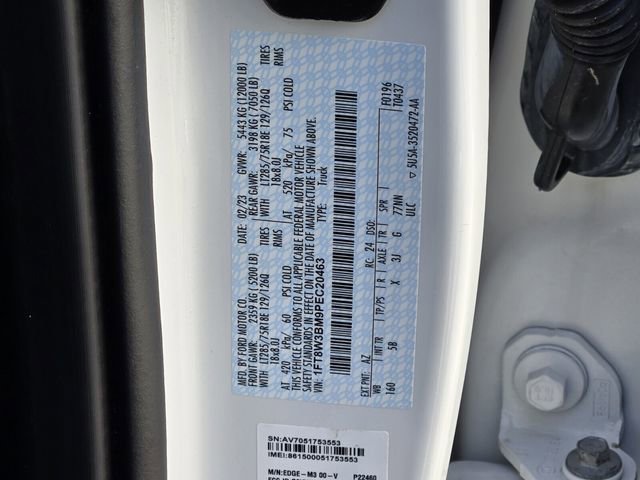 MFD. BY FORD MOTOR CO. DATE: 02/23 GVWR: 5443 KG (12000 LB)
FRONT GAWR: 2359 KG (5200 LB) REAR GAWR: 3198 KG (7050 LB)
WITH LT285/75R18E 129/126Q TIRES WITH LT285/75R18E 129/126Q TIRES
18x8.0J RIMS 18x8.0J RIMS
AT 420 kPa/ 60 PSI COLD AT 520 kPa/ 75 PSI COLD
THIS VEHICLE CONFORMS TO ALL APPLICABLE FEDERAL MOTOR VEHICLE
SAFETY STANDARDS IN EFFECT ON THE DATE OF MANUFACTURE SHOWN ABOVE.
VIN: 1FT8W3BM9PEC20463 TYPE: Truck
F0196
T0437
EXT PNT: AZ RC: 24 DSO:
WB INT TR TP/PS R AXLE TR SPR
160 5B X 3J G 77NN
ULC
▽ 5U5A-3520472-AA
SN:AV7051753553
IMEI:861500051753553
M/N:EDGE-M3 00-V P22460